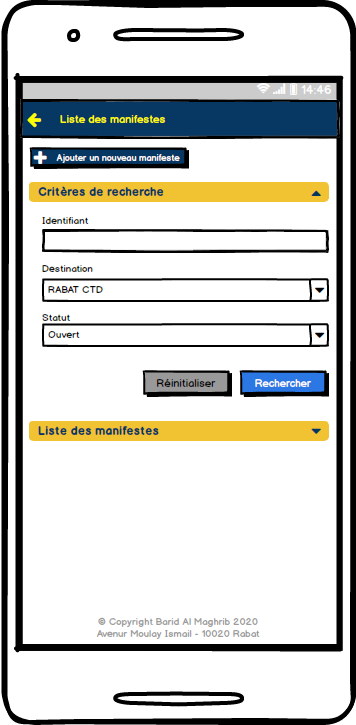 14:46
Liste des manifestes
Ajouter un nouveau manifeste
Critères de recherche
Identifiant
Destination
RABAT CTD
Statut
Ouvert
Réinitialiser Rechercher
Liste des manifestes
© Copyright Barid Al Maghrib 2020
Avenur Moulay Ismail - 10020 Rabat